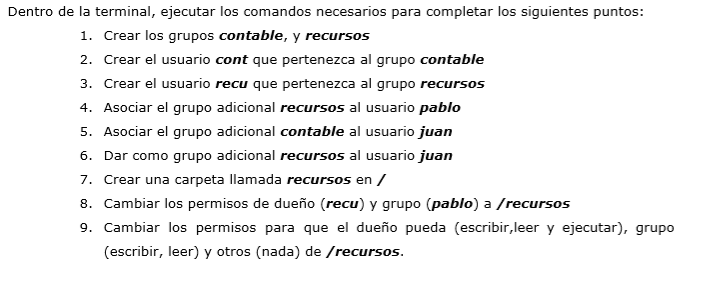 Dentro de la terminal, ejecutar los comandos necesarios para completar los siguientes puntos:
1. Crear los grupos contable, y recursos
2. Crear el usuario cont que pertenezca al grupo contable
3. Crear el usuario recu que pertenezca al grupo recursos
4. Asociar el grupo adicional recursos al usuario pablo
5. Asociar el grupo adicional contable al usuario juan
6. Dar como grupo adicional recursos al usuario juan
7. Crear una carpeta llamada recursos en /
8. Cambiar los permisos de dueño (recu) y grupo (pablo) a /recursos
9. Cambiar los permisos para que el dueño pueda (escribir,leer y ejecutar), grupo
(escribir, leer) y otros (nada) de /recursos.